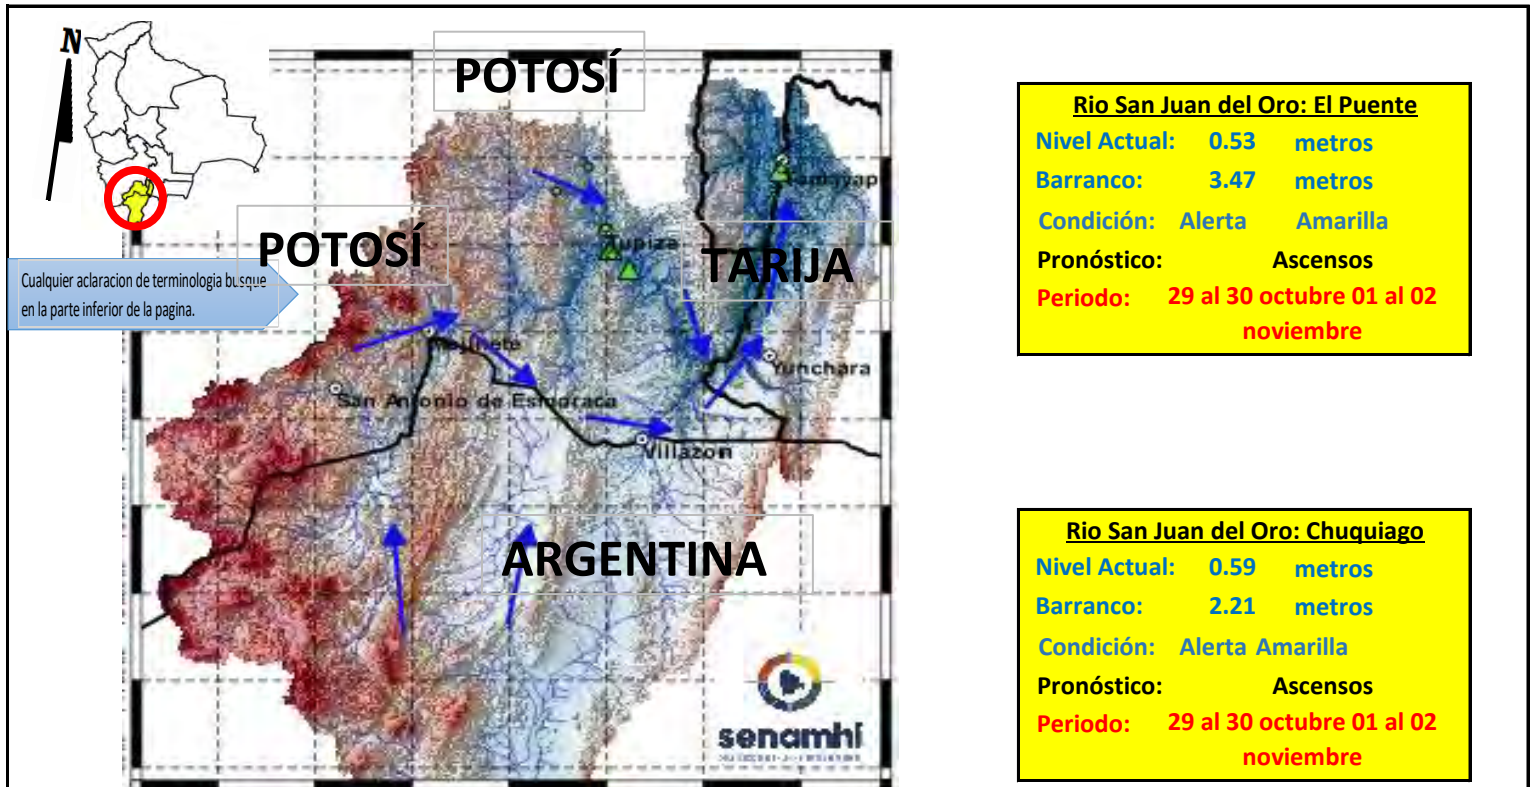 N
POTOSÍ
POTOSÍ
TARIJA
ARGENTINA
Cualquier aclaracion de terminologia busque
en la parte inferior de la pagina.
Tupiza
Yunchara
San Antonio de Esmoraca
Villazon
senamhi
Rio San Juan del Oro: El Puente
Nivel Actual: 0.53 metros
Barranco: 3.47 metros
Condición: Alerta Amarilla
Pronóstico: Ascensos
Periodo: 29 al 30 octubre 01 al 02
noviembre
Rio San Juan del Oro: Chuquiago
Nivel Actual: 0.59 metros
Barranco: 2.21 metros
Condición: Alerta Amarilla
Pronóstico: Ascensos
Periodo: 29 al 30 octubre 01 al 02
noviembre